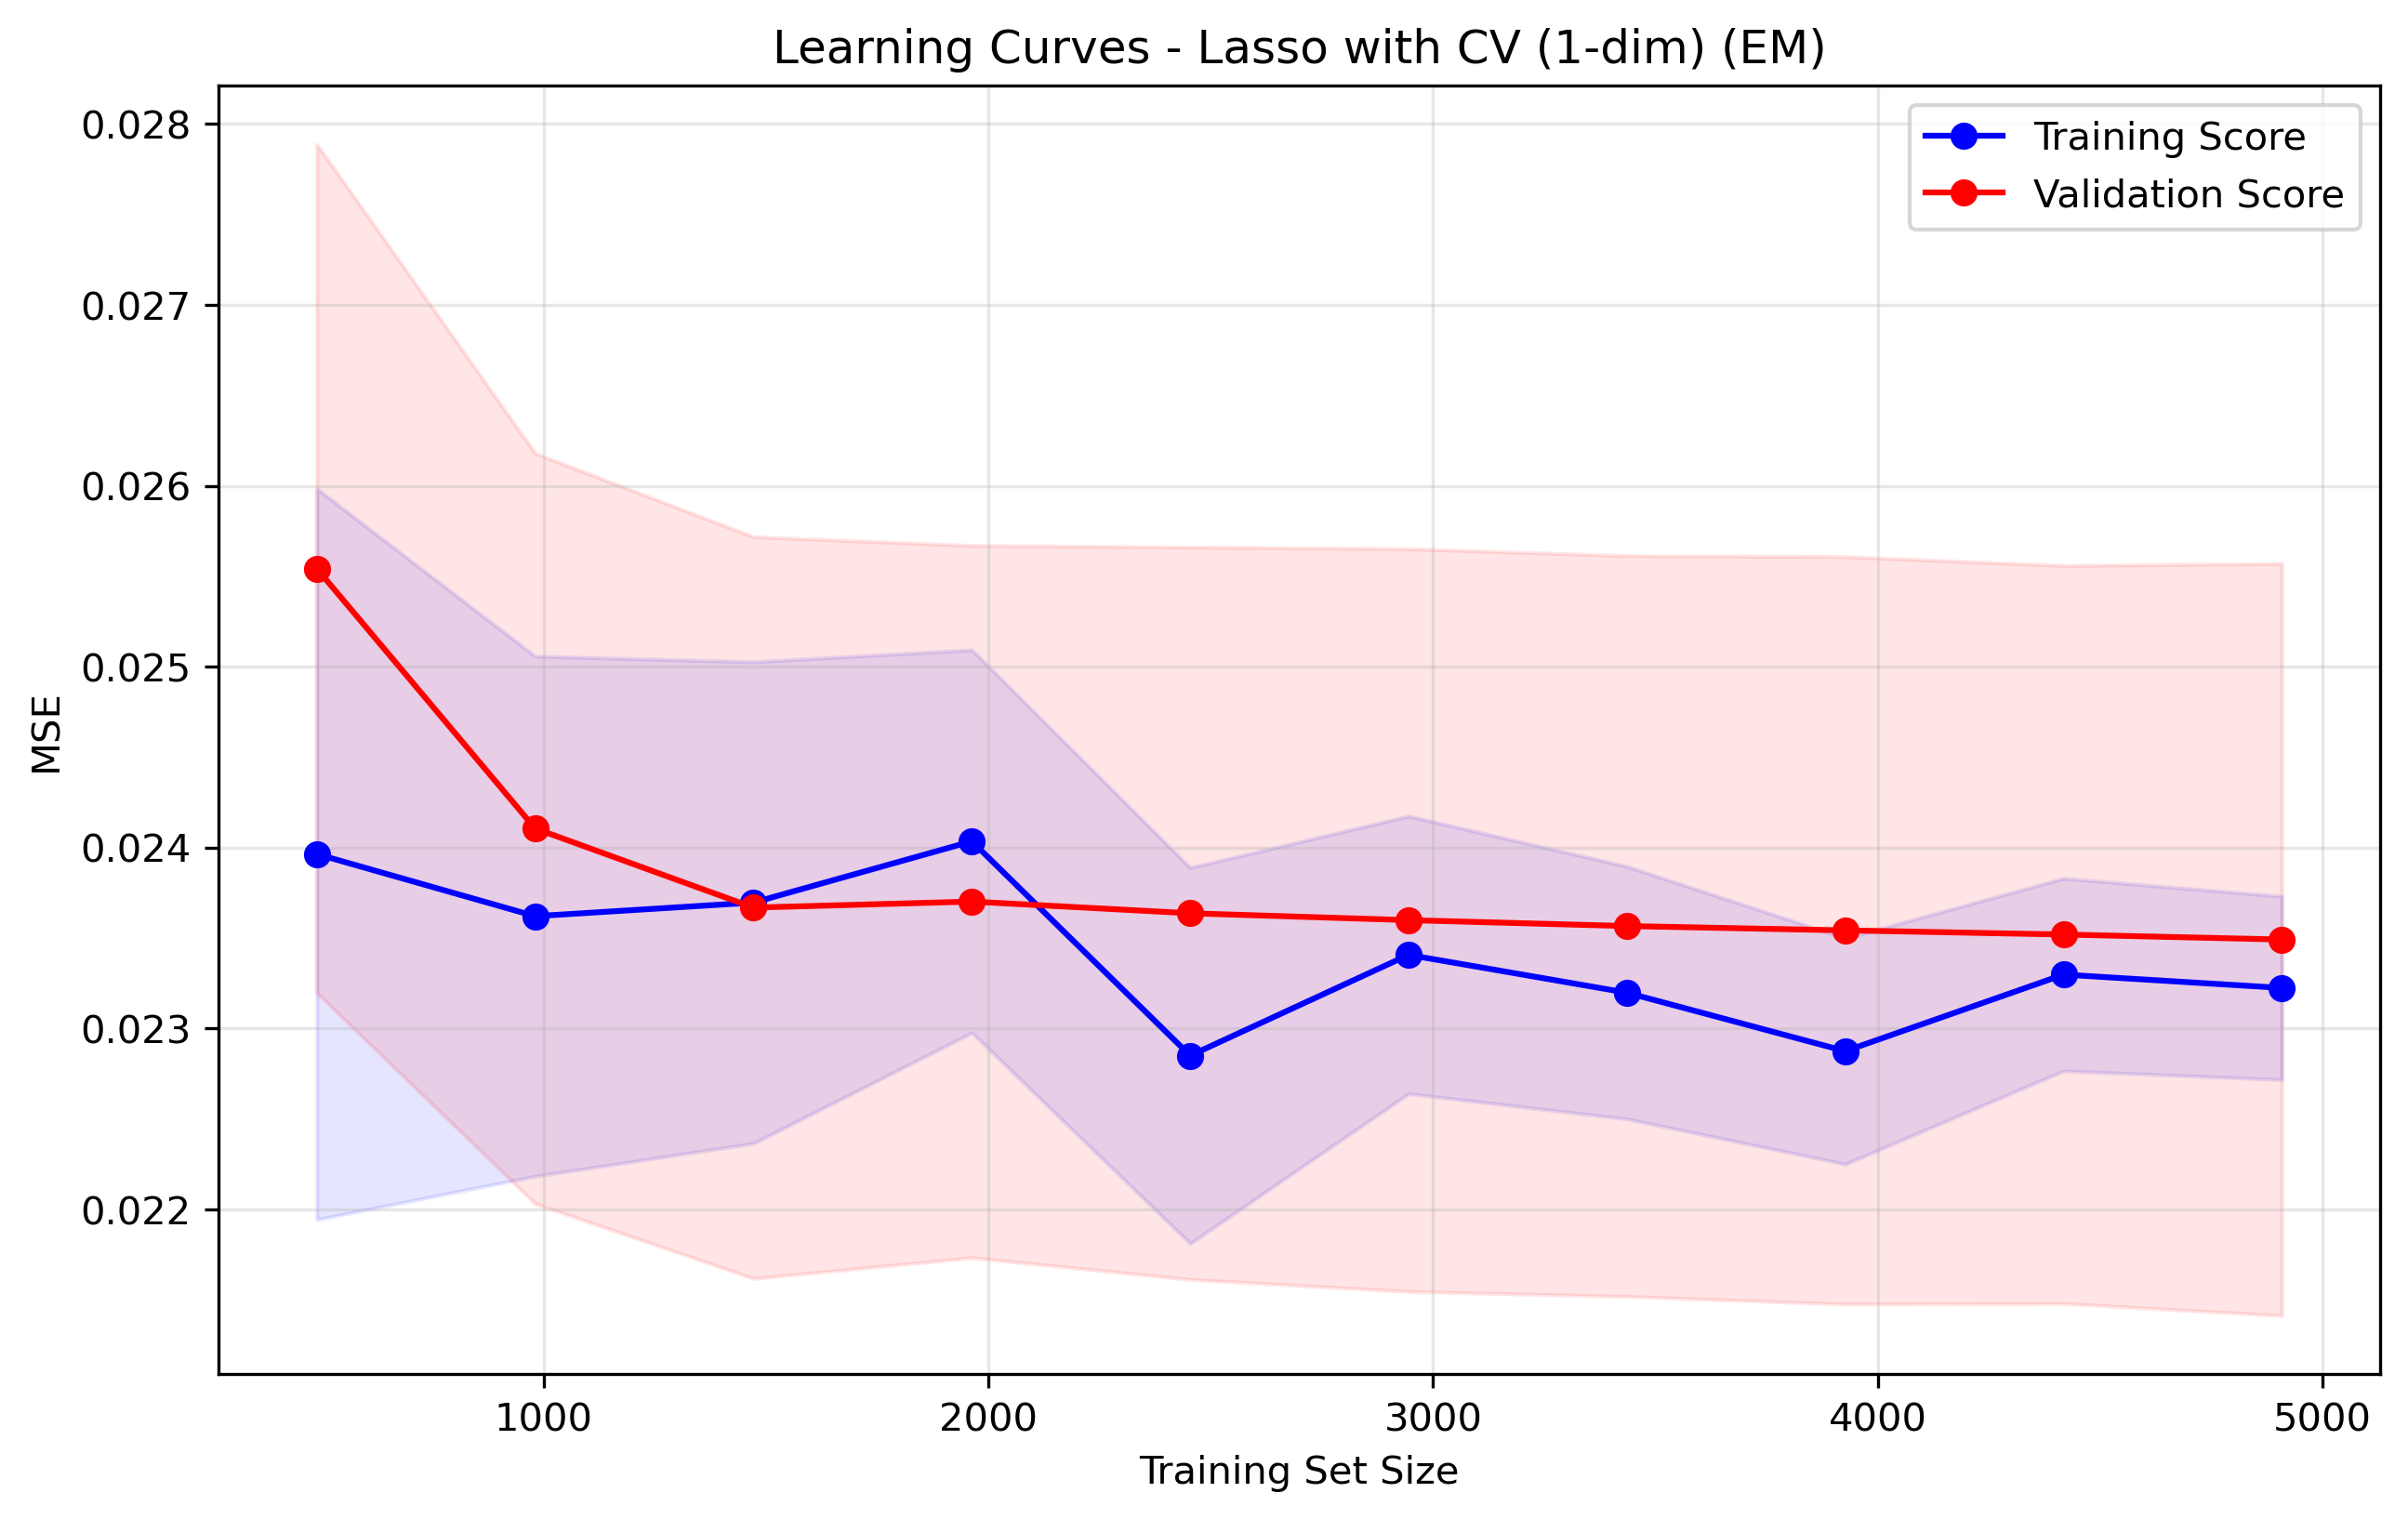 Learning Curves - Lasso with CV (1-dim) (EM)
Training Score
Validation Score
MSE
0.028
0.027
0.026
0.025
0.024
0.023
0.022
1000 2000 3000 4000 5000
Training Set Size